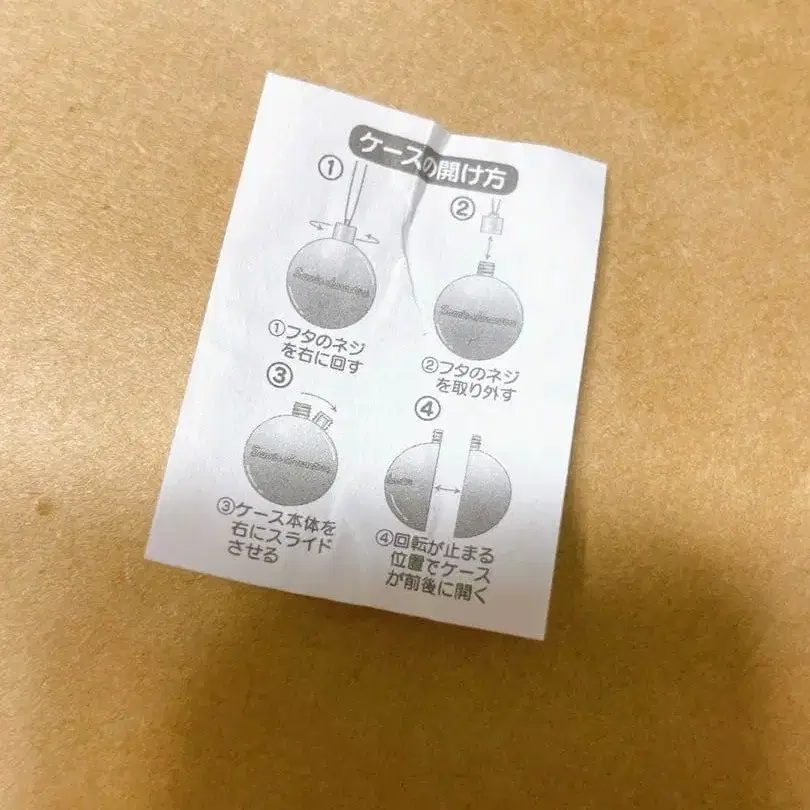 ケースの開け方
①
②
①フタのネジ
を右に回す
②フタのネジ
を取り外す
③
④
③ケース本体を
右にスライド
させる
④回転が止まる
位置でケース
が前後に開く